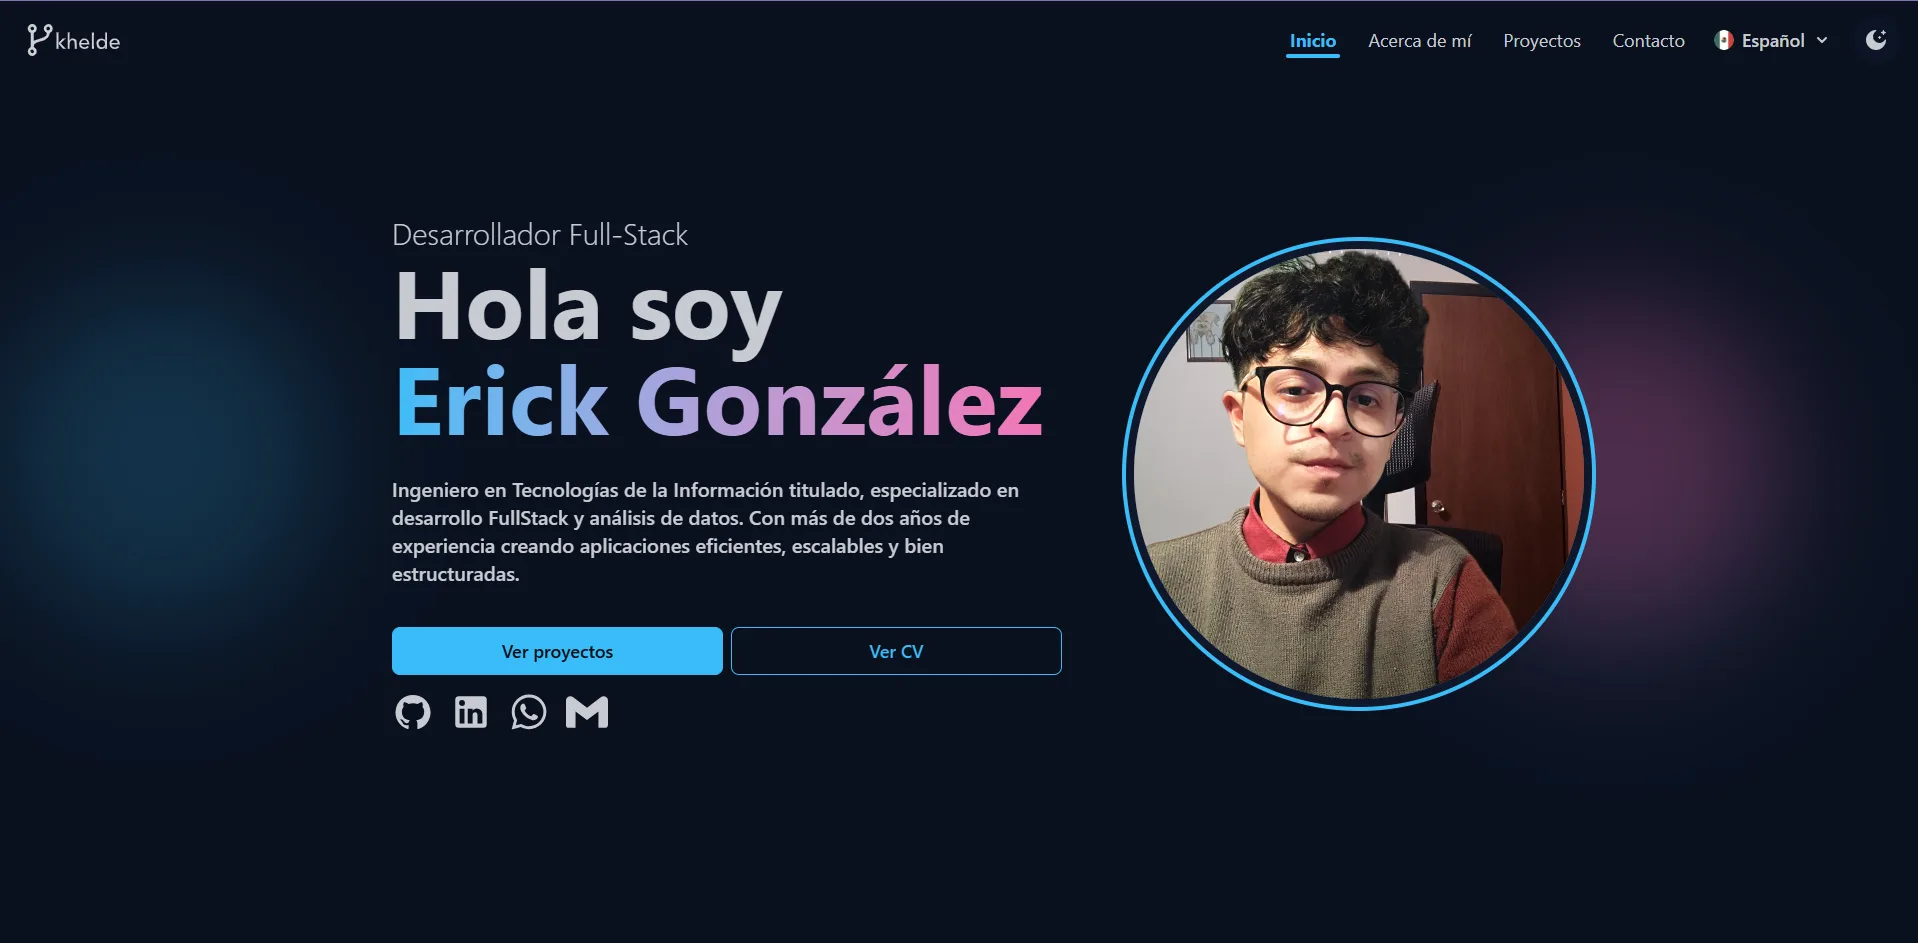 khelde
Inicio Acerca de mí Proyectos Contacto Español
Desarrollador Full-Stack
Hola soy
Erick González
Ingeniero en Tecnologías de la Información titulado, especializado en
desarrollo FullStack y análisis de datos. Con más de dos años de
experiencia creando aplicaciones eficientes, escalables y bien
estructuradas.
Ver proyectos Ver CV
in